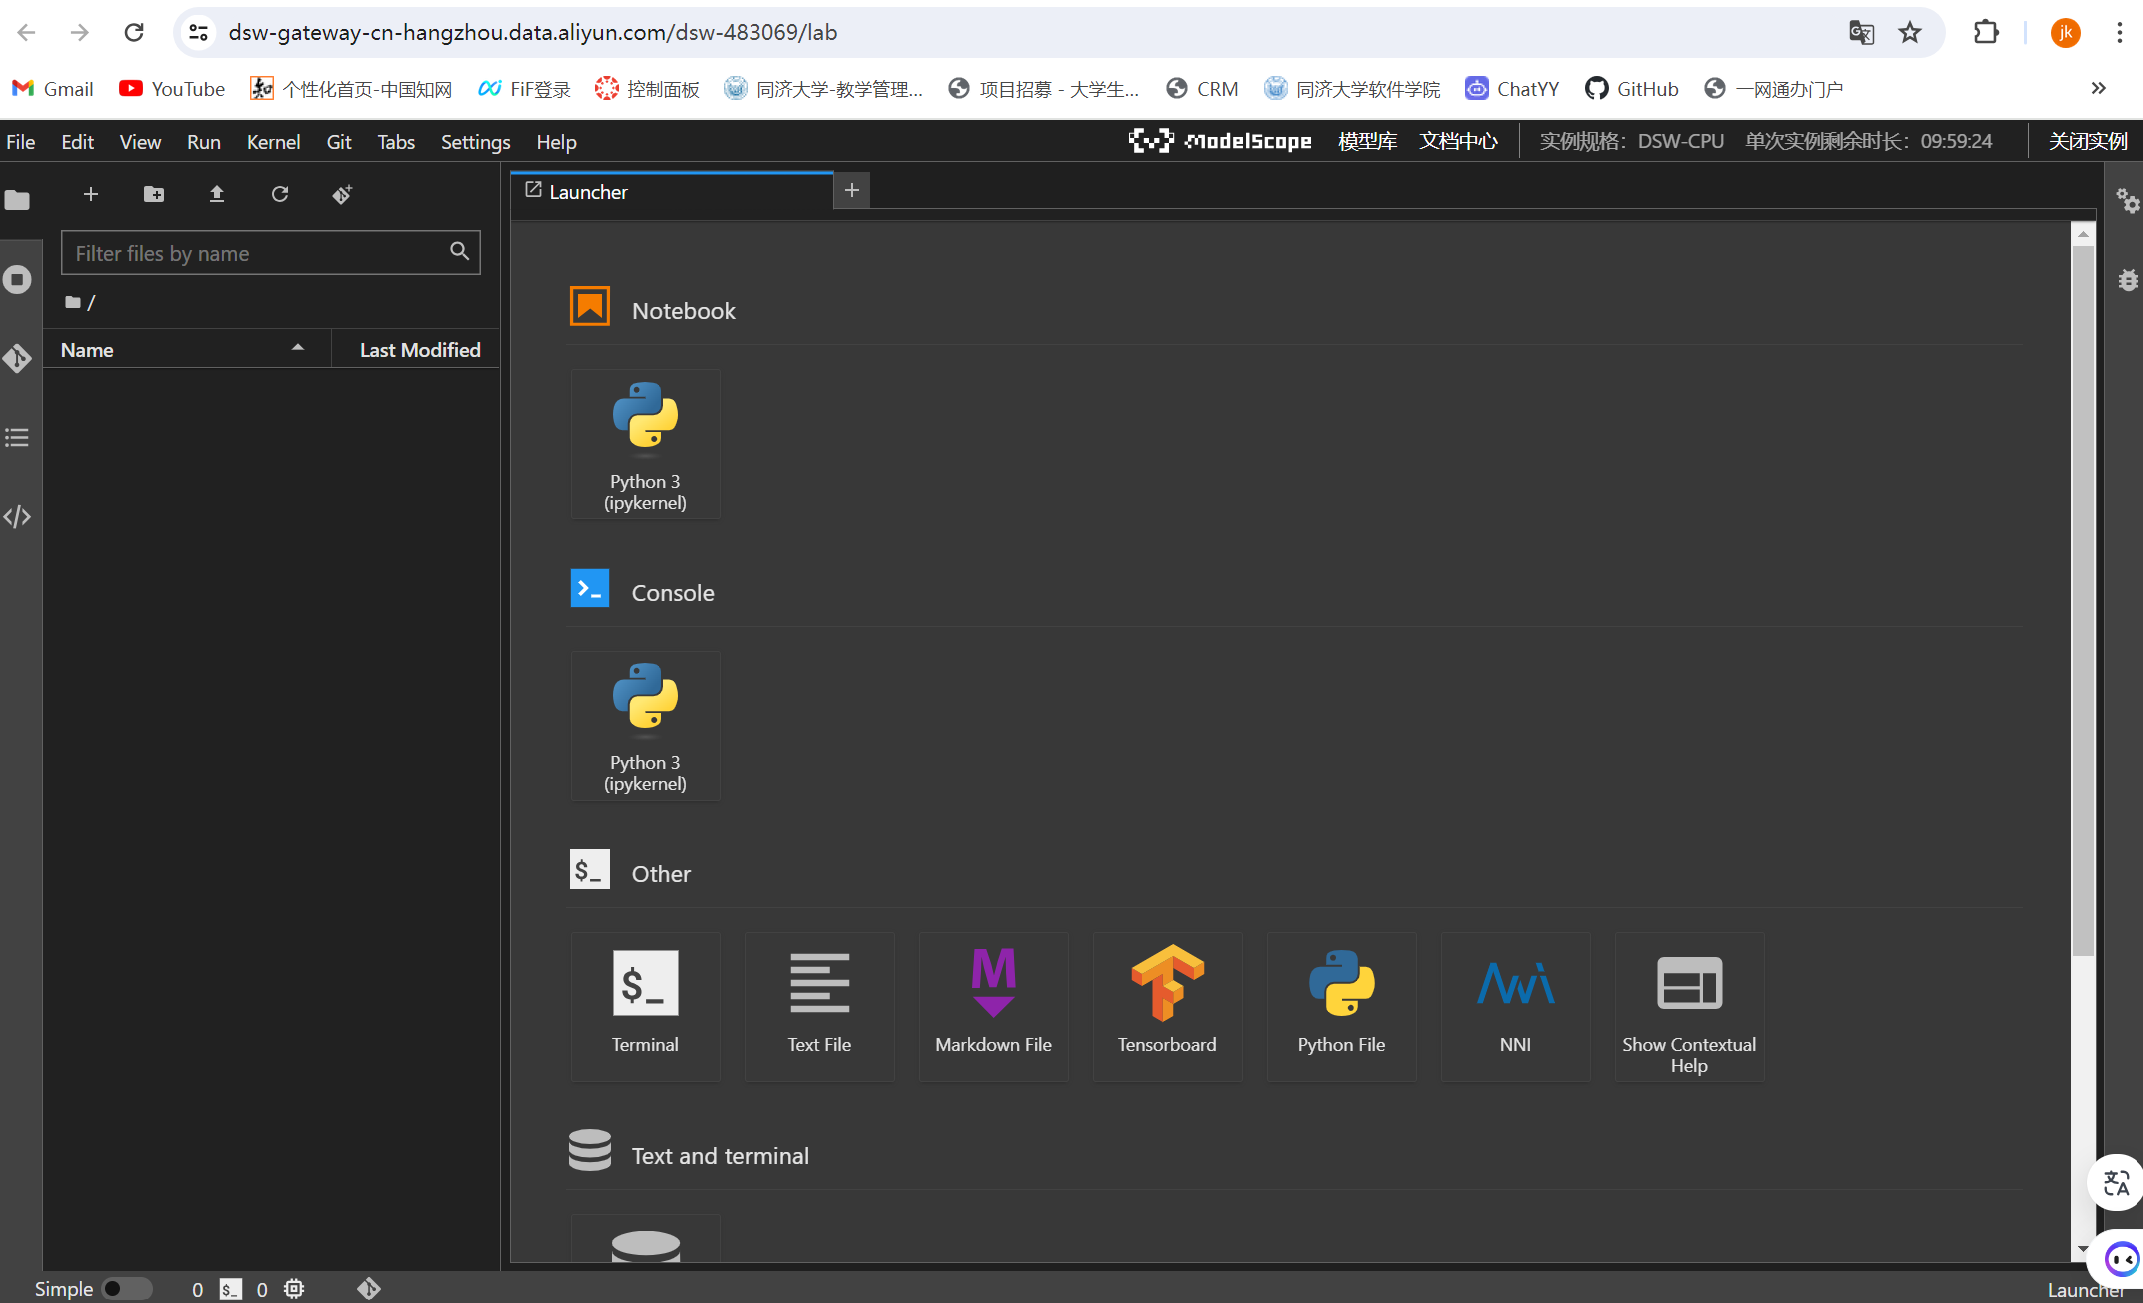 dsw-gateway-cn-hangzhou.data.aliyun.com/dsw-483069/lab
jk
Gmail YouTube 个性化首页-中国知网 FiF登录 控制面板 同济大学-教学管理... 项目招募 - 大学生... CRM 同济大学软件学院 ChatYY GitHub 一网通办门户
File Edit View Run Kernel Git Tabs Settings Help ModelScope 模型库 文档中心 实例规格：DSW-CPU 单次实例剩余时长：09:59:24 关闭实例
Launcher
Filter files by name
/
Name Last Modified
Notebook
Python 3
(ipykernel)
Console
Python 3
(ipykernel)
$_ Other
$_
Terminal Text File Markdown File Tensorboard Python File NNI Show Contextual
Help
Text and terminal
Simple 0 $_ 0 Launcher